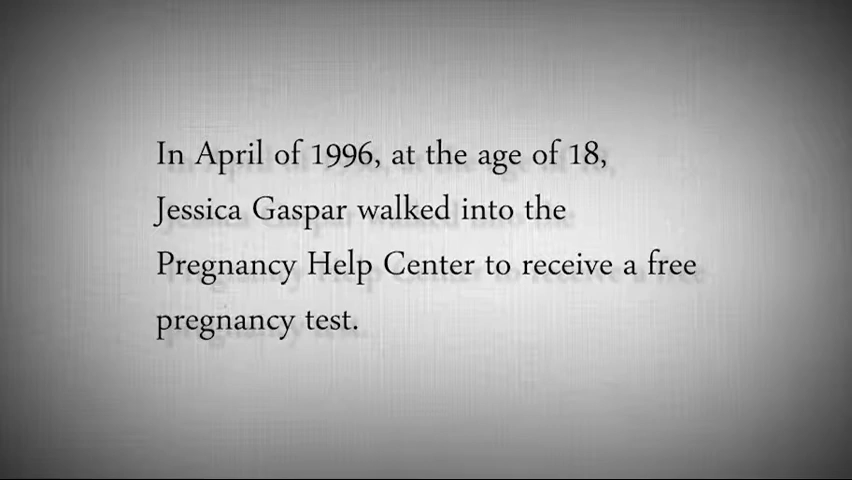 In April of 1996, at the age of 18,
Jessica Gaspar walked into the
Pregnancy Help Center to receive a free
pregnancy test.